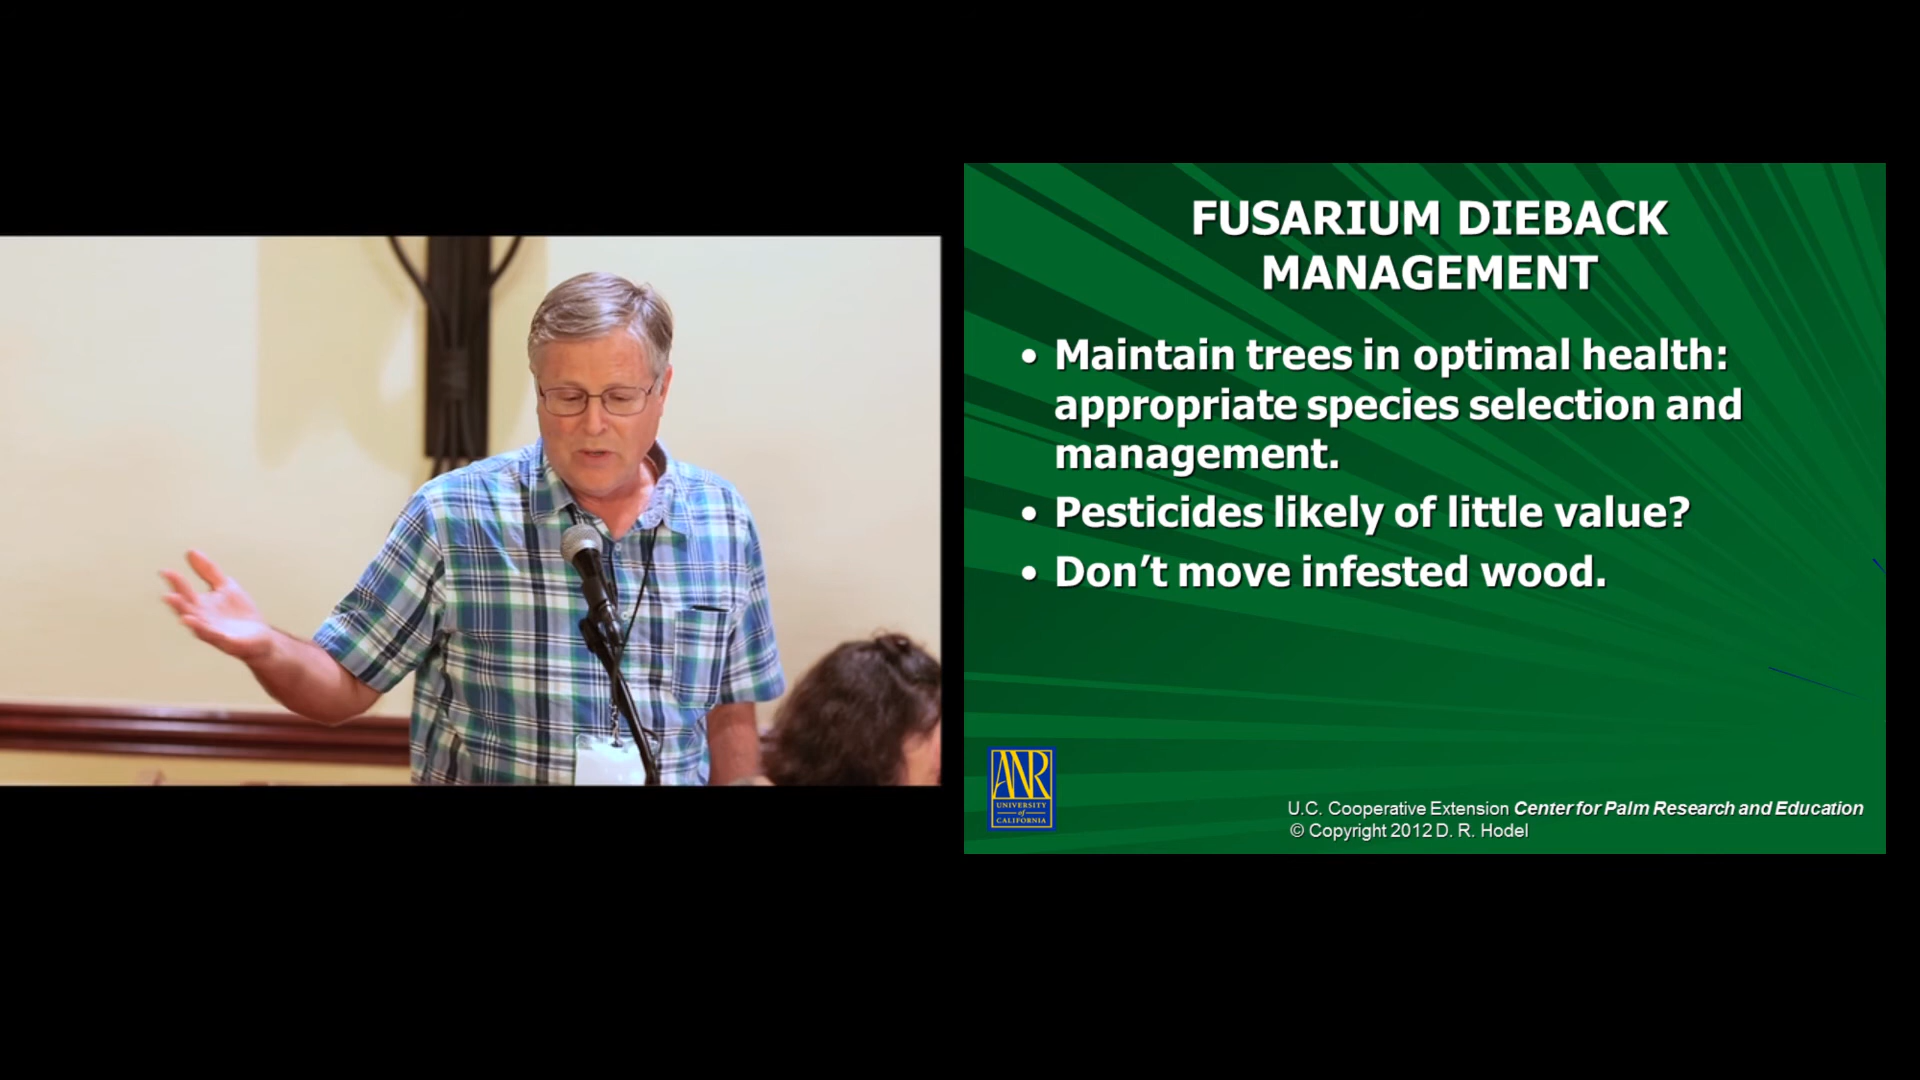 FUSARIUM DIEBACK
MANAGEMENT
• Maintain trees in optimal health:
appropriate species selection and
management.
• Pesticides likely of little value?
• Don’t move infested wood.
ANR
UNIVERSITY
of
CALIFORNIA
U.C. Cooperative Extension Center for Palm Research and Education
© Copyright 2012 D. R. Hodel